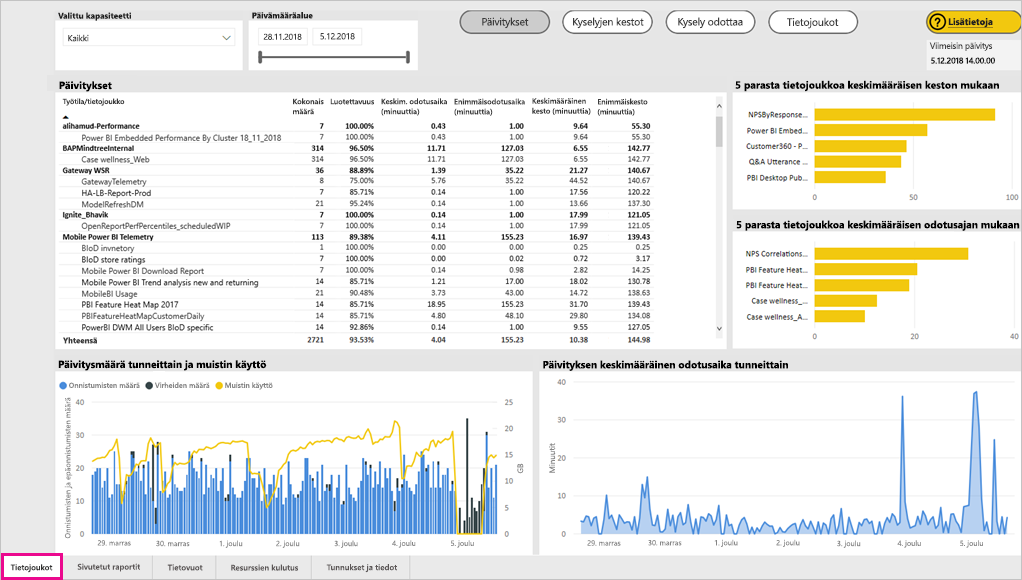 Valittu kapasiteetti
Kaikki
Päivämääräalue
28.11.2018 5.12.2018
Päivitykset Kyselyjen kestot Kysely odottaa Tietojoukot
? Lisätietoja
Viimeisin päivitys
5.12.2018 14.00.00
Päivitykset
Työtila/tietojoukko Kokonais määrä Luotettavuus Keskim. odotusaika (minuuttia) Enimmäisodotusaika (minuuttia) Keskimääräinen kesto (minuuttia) Enimmäiskesto (minuuttia)
alihamud-Performance 7 100.00% 0.43 1.00 9.64 55.30
Power BI Embedded Performance By Cluster 18_11_2018 7 100.00% 0.43 1.00 9.64 55.30
BAPMindtreeInternal 314 96.50% 11.71 127.03 6.55 142.77
Case wellness_Web 314 96.50% 11.71 127.03 6.55 142.77
Gateway WSR 36 88.89% 1.39 35.22 21.27 140.67
GatewayTelemetry 8 75.00% 5.76 35.22 44.52 140.67
HA-LB-Report-Prod 7 85.71% 0.14 1.00 17.56 120.22
ModelRefreshDM 21 95.24% 0.14 1.00 13.66 137.30
Ignite_Bhavik 7 100.00% 0.14 1.00 17.99 121.05
OpenReportPerfPercentiles_scheduledWIP 7 100.00% 0.14 1.00 17.99 121.05
Mobile Power BI Telemetry 113 89.38% 4.11 155.23 16.97 139.43
BIoD invnetory 1 100.00% 0.00 0.00 0.25 0.25
BIoD store ratings 7 100.00% 0.00 0.02 0.72 3.17
Mobile Power BI Download Report 7 100.00% 0.14 0.98 2.82 14.25
Mobile Power BI Trend analysis new and returning 14 85.71% 1.21 17.00 18.02 130.78
MobileBI Usage 21 90.48% 3.73 43.00 14.72 138.63
PBI Feature Heat Map 2017 14 85.71% 18.95 155.23 31.70 139.43
PBIFeatureHeatMapCustomerDaily 14 85.71% 4.80 48.10 29.80 134.08
PowerBI DWM All Users BIoD specific 14 92.86% 0.14 1.00 9.55 127.05
Yhteensä 2721 93.53% 4.04 155.23 10.38 144.98
5 parasta tietojoukkoa keskimääräisen keston mukaan
NPSByResponse...
Power BI Embed...
Customer360 - P...
Q&A Utterance ...
PBI Desktop Pub...
0 50 100
5 parasta tietojoukkoa keskimääräisen odotusajan mukaan
NPS Correlations...
PBI Feature Heat...
PBI Feature Heat...
Case wellness_...
Case wellness_A...
0 20 40
Päivitysmäärä tunneittain ja muistin käyttö
Onnistumisten määrä Virheiden määrä Muistin käyttö
Onnistumisten ja epäonnistumisten määrä
40
30
20
10
0
25
20
15
10
5
0
GB
29. marras 30. marras 1. joulu 2. joulu 3. joulu 4. joulu 5. joulu
Päivityksen keskimääräinen odotusaika tunneittain
Minuutit
40
30
20
10
0
29. marras 30. marras 1. joulu 2. joulu 3. joulu 4. joulu 5. joulu
Tietojoukot Sivutetut raportit Tietovuot Resurssien kulutus Tunnukset ja tiedot